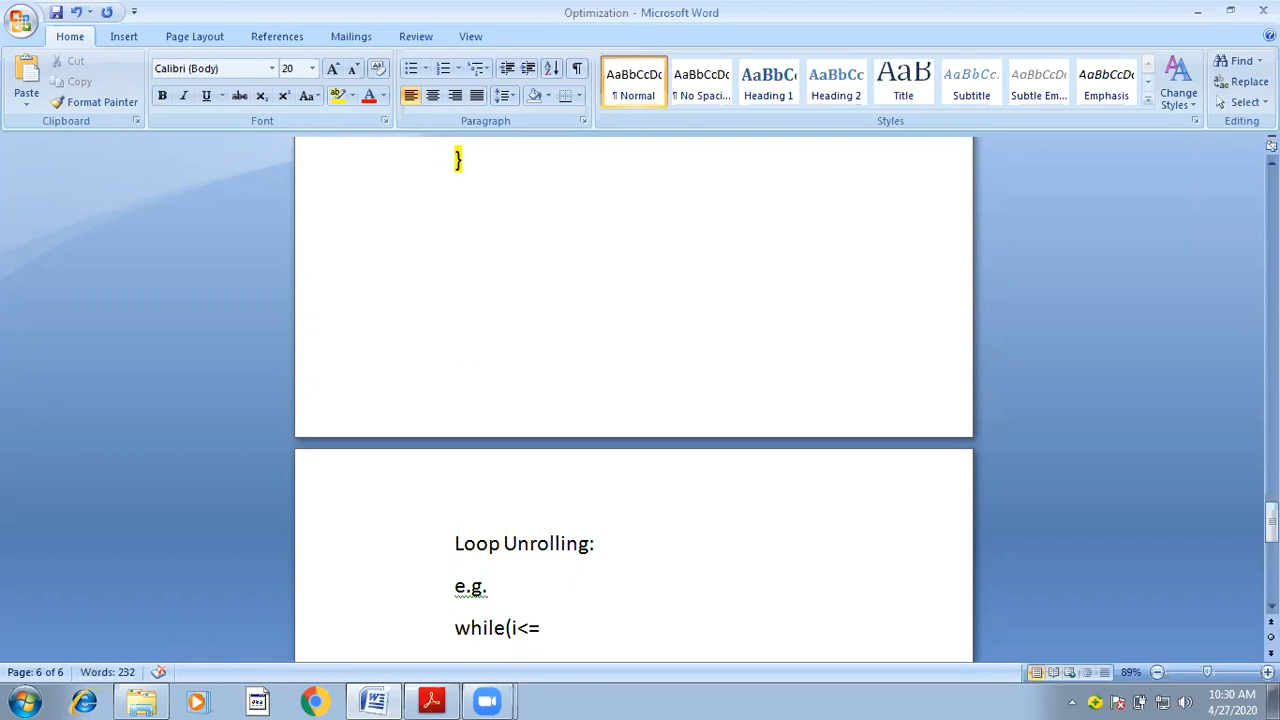 Optimization - Microsoft Word
Home Insert Page Layout References Mailings Review View
Paste
Cut
Copy
Format Painter
Clipboard
Calibri (Body) 20
Font
Paragraph
AaBbCcDc AaBbCcDc AaBbC AaBbCc AaB AaBbCc. AaBbCcDc AaBbCcDc
¶ Normal ¶ No Spaci... Heading 1 Heading 2 Title Subtitle Subtle Em... Emphasis
Styles
Change Styles
Find
Replace
Select
Editing
}
Loop Unrolling:
e.g.
while(i<=
Page: 6 of 6 Words: 232
89%
10:30 AM
4/27/2020